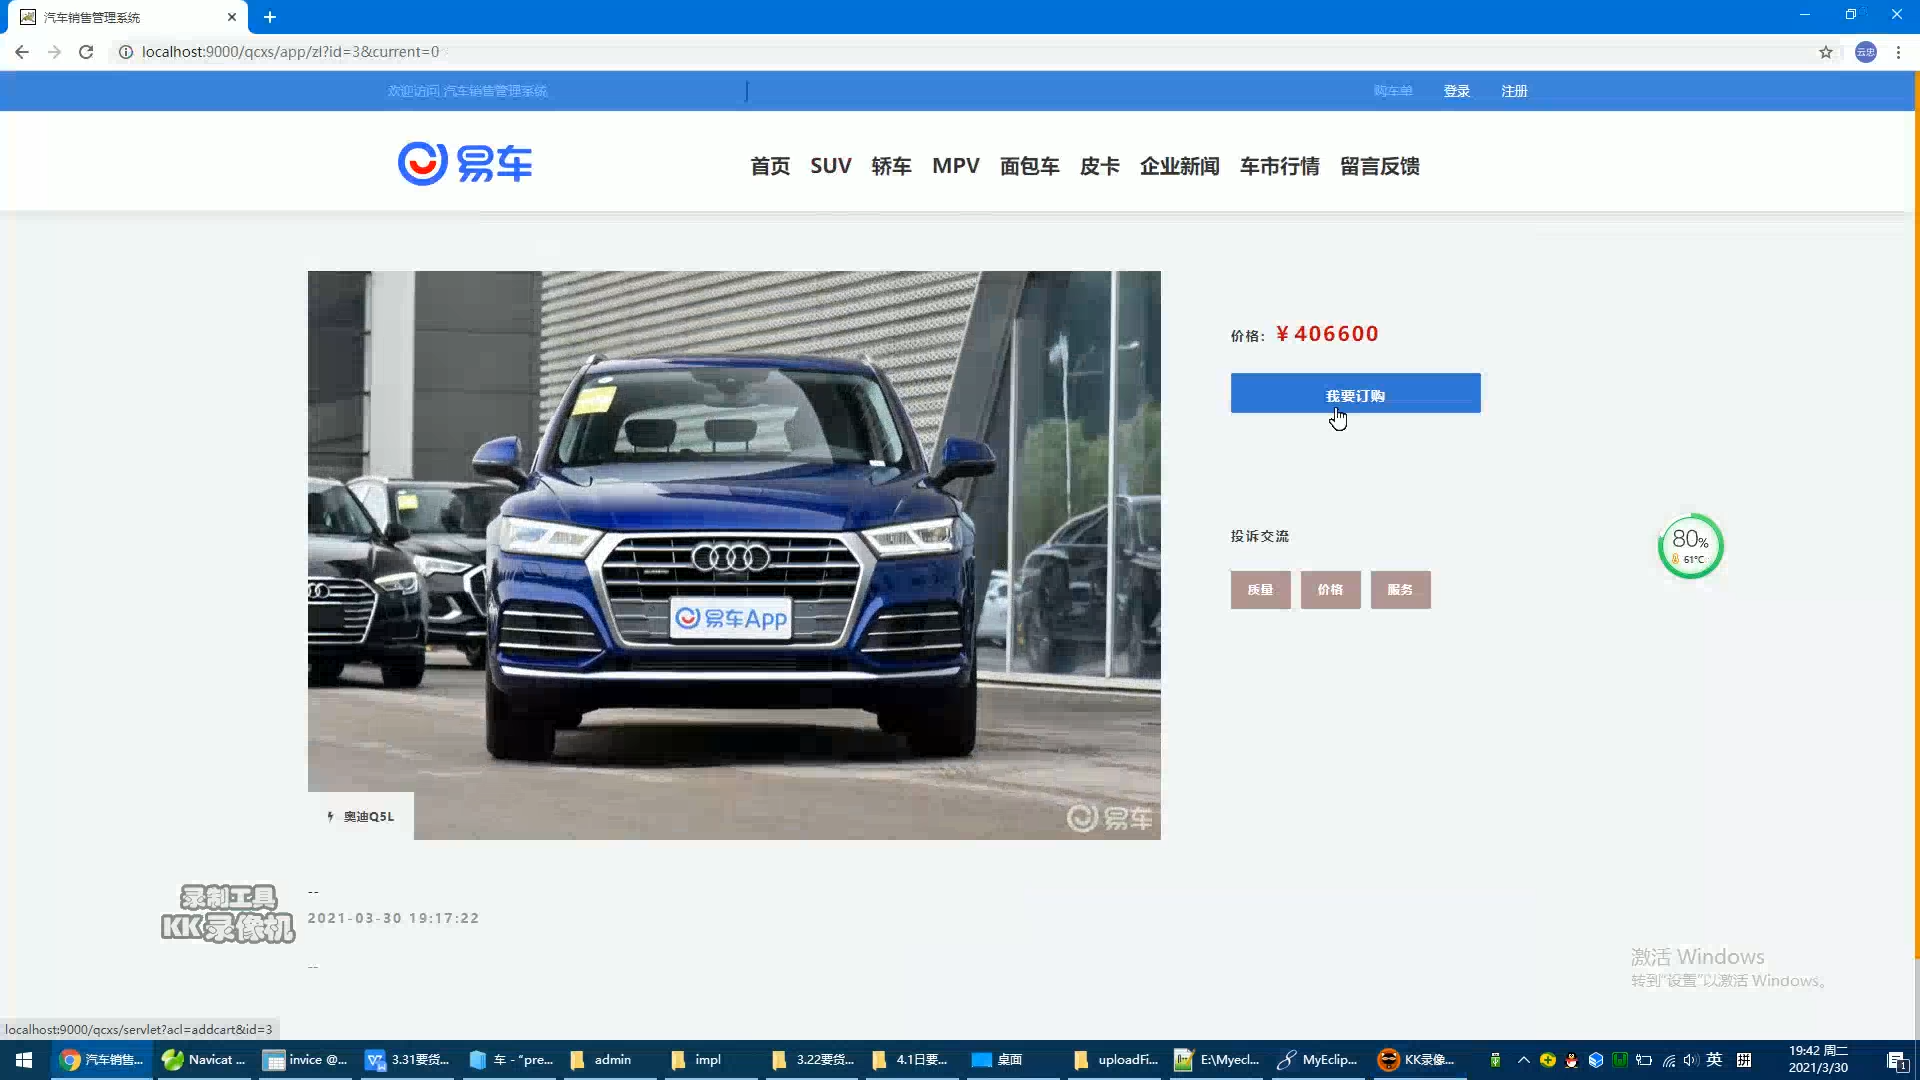 汽车销售管理系统
localhost:9000/qcxs/app/zl?id=3&current=0
云忠
欢迎访问 汽车销售管理系统
购车单 登录 注册
易车
首页 SUV 轿车 MPV 面包车 皮卡 企业新闻 车市行情 留言反馈
价格: ¥406600
我要订购
投诉交流
质量 价格 服务
80%
61°C
易车App
奥迪Q5L
易车
--
2021-03-30 19:17:22
--
录制工具
KK录像机
激活 Windows
转到"设置"以激活 Windows。
localhost:9000/qcxs/servlet?acl=addcart&id=3
汽车销售... Navicat ... invice @... 3.31要货... 车 - "pre... admin impl 3.22要货... 4.1日要... 桌面 uploadFi... E:\Myecl... MyEclip... KK录像... 英 拼 19:42 周二
2021/3/30
1